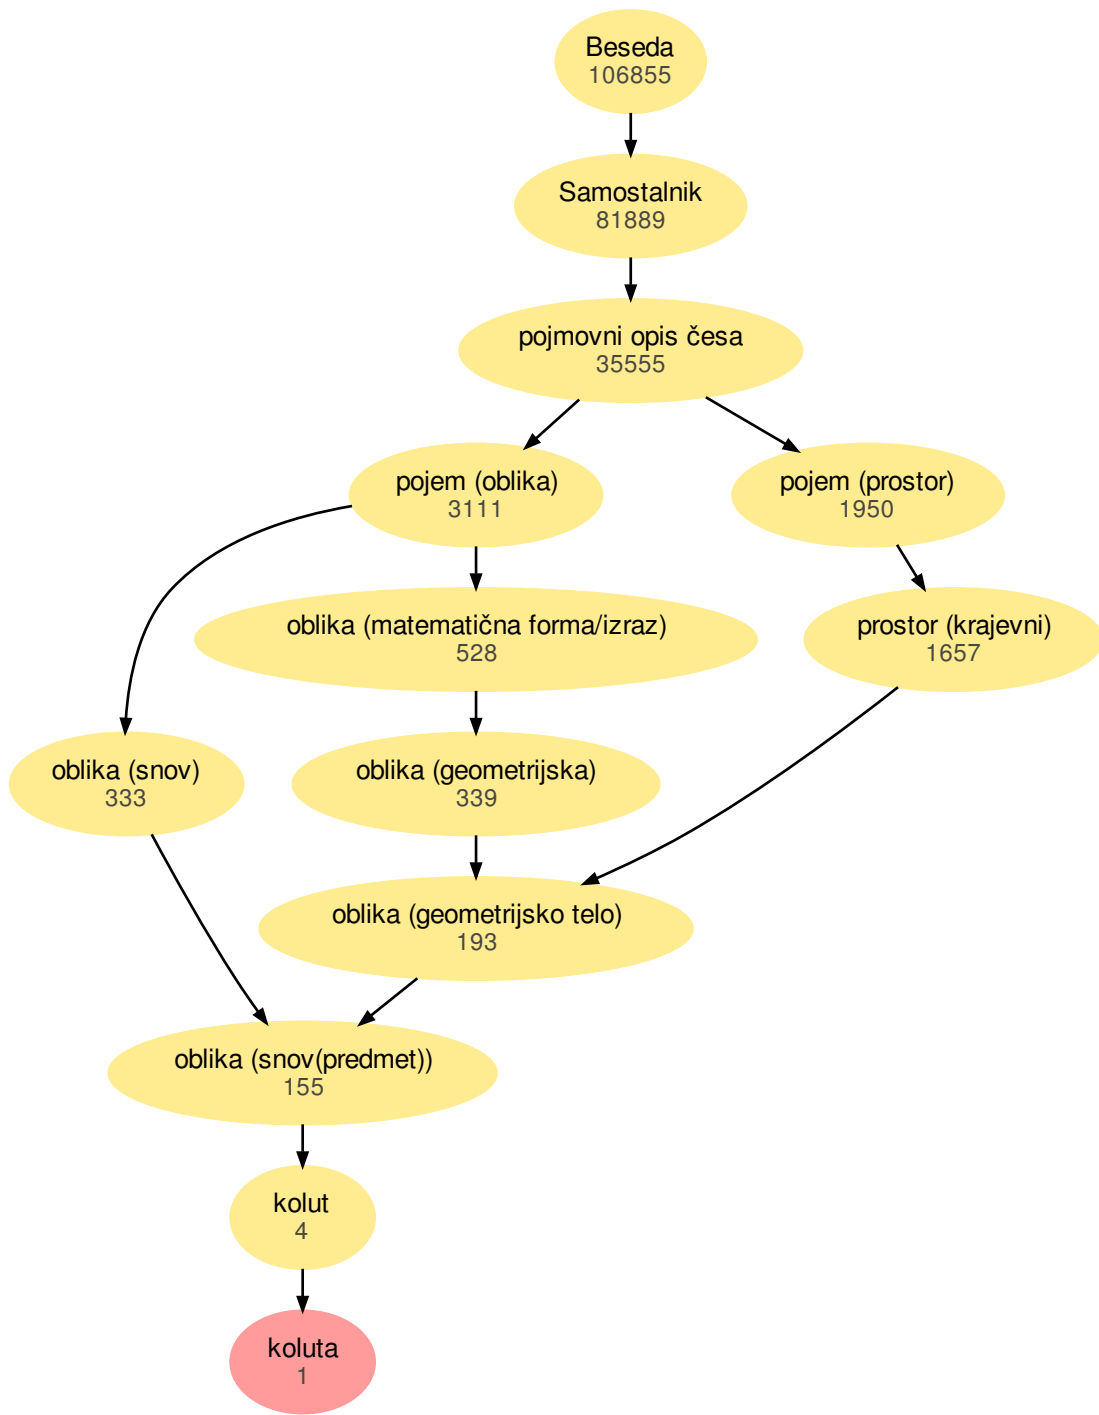 Beseda
106855
Samostalnik
81889
pojmovni opis česa
35555
pojem (oblika)
3111
pojem (prostor)
1950
oblika (matematična forma/izraz)
528
prostor (krajevni)
1657
oblika (snov)
333
oblika (geometrijska)
339
oblika (geometrijsko telo)
193
oblika (snov(predmet))
155
kolut
4
koluta
1